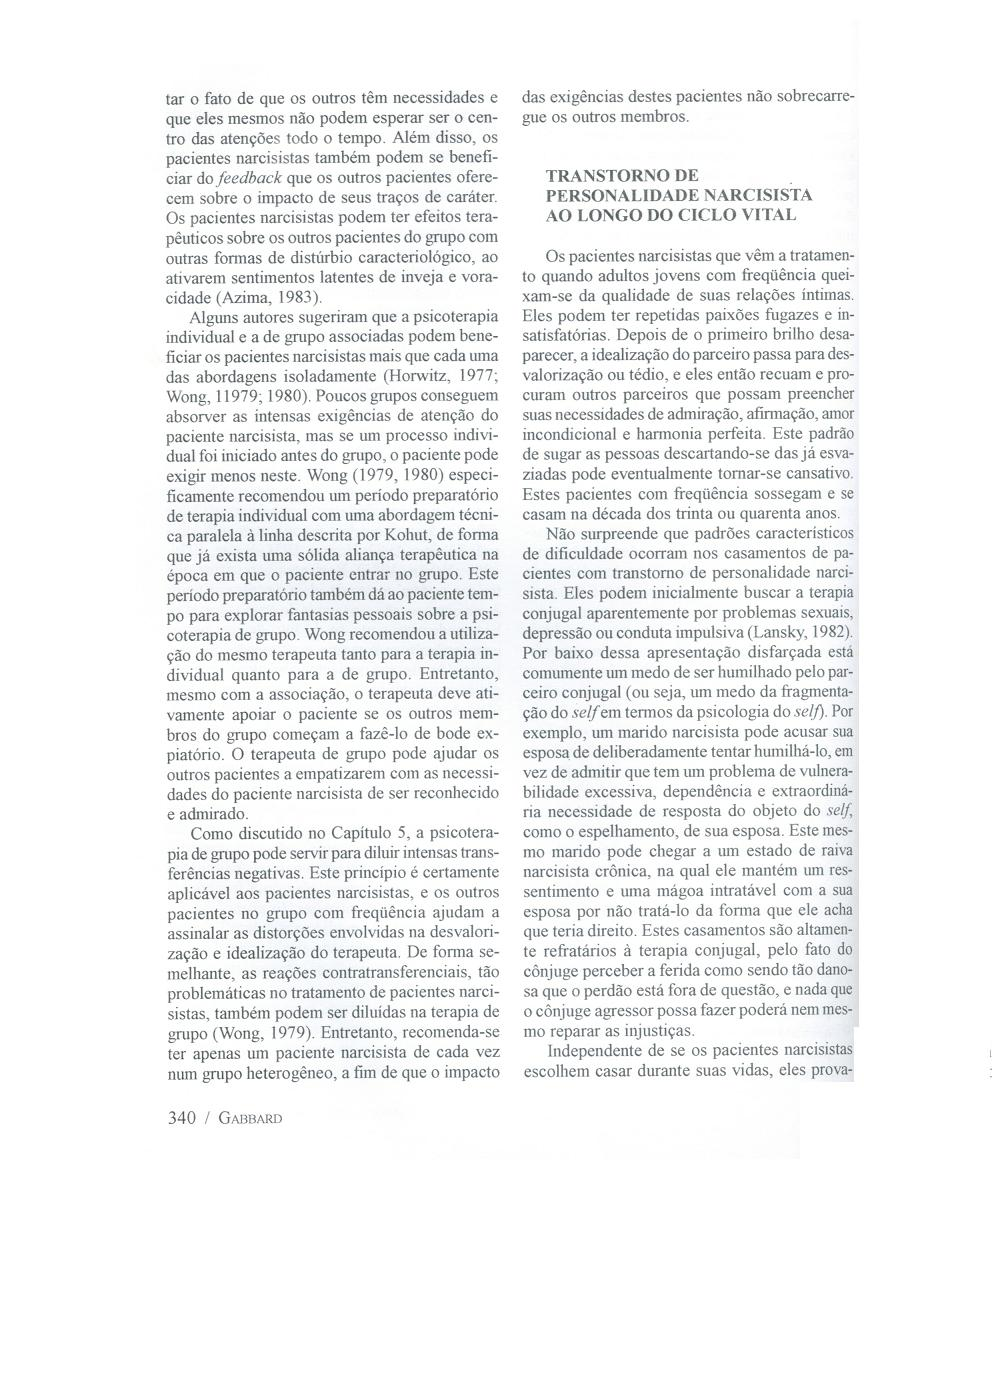 tar o fato de que os outros têm necessidades e
que eles mesmos não podem esperar ser o cen-
tro das atenções todo o tempo. Além disso, os
pacientes narcisistas também podem se benefi-
ciar do feedback que os outros pacientes ofere-
cem sobre o impacto de seus traços de caráter.
Os pacientes narcisistas podem ter efeitos tera-
pêuticos sobre os outros pacientes do grupo com
outras formas de distúrbio caracteriológico, ao
ativarem sentimentos latentes de inveja e vora-
cidade (Azima, 1983).
Alguns autores sugeriram que a psicoterapia
individual e a de grupo associadas podem bene-
ficiar os pacientes narcisistas mais que cada uma
das abordagens isoladamente (Horwitz, 1977;
Wong, 11979; 1980). Poucos grupos conseguem
absorver as intensas exigências de atenção do
paciente narcisista, mas se um processo indivi-
dual foi iniciado antes do grupo, o paciente pode
exigir menos neste. Wong (1979, 1980) especi-
ficamente recomendou um período preparatório
de terapia individual com uma abordagem técni-
ca paralela à linha descrita por Kohut, de forma
que já exista uma sólida aliança terapêutica na
época em que o paciente entrar no grupo. Este
período preparatório também dá ao paciente tem-
po para explorar fantasias pessoais sobre a psi-
coterapia de grupo. Wong recomendou a utiliza-
ção do mesmo terapeuta tanto para a terapia in-
dividual quanto para a de grupo. Entretanto,
mesmo com a associação, o terapeuta deve ati-
vamente apoiar o paciente se os outros mem-
bros do grupo começam a fazê-lo de bode ex-
piatório. O terapeuta de grupo pode ajudar os
outros pacientes a empatizarem com as necessi-
dades do paciente narcisista de ser reconhecido
e admirado.
Como discutido no Capítulo 5, a psicotera-
pia de grupo pode servir para diluir intensas trans-
ferências negativas. Este princípio é certamente
aplicável aos pacientes narcisistas, e os outros
pacientes no grupo com freqüência ajudam a
assinalar as distorções envolvidas na desvalori-
zação e idealização do terapeuta. De forma se-
melhante, as reações contratransferenciais, tão
problemáticas no tratamento de pacientes narci-
sistas, também podem ser diluídas na terapia de
grupo (Wong, 1979). Entretanto, recomenda-se
ter apenas um paciente narcisista de cada vez
num grupo heterogêneo, a fim de que o impacto
das exigências destes pacientes não sobrecarre-
gue os outros membros.
TRANSTORNO DE
PERSONALIDADE NARCISISTA
AO LONGO DO CICLO VITAL
Os pacientes narcisistas que vêm a tratamen-
to quando adultos jovens com freqüência quei-
xam-se da qualidade de suas relações íntimas.
Eles podem ter repetidas paixões fugazes e in-
satisfatórias. Depois de o primeiro brilho desa-
parecer, a idealização do parceiro passa para des-
valorização ou tédio, e eles então recuam e pro-
curam outros parceiros que possam preencher
suas necessidades de admiração, afirmação, amor
incondicional e harmonia perfeita. Este padrão
de sugar as pessoas descartando-se das já esva-
ziadas pode eventualmente tornar-se cansativo.
Estes pacientes com freqüência sossegam e se
casam na década dos trinta ou quarenta anos.
Não surpreende que padrões característicos
de dificuldade ocorram nos casamentos de pa-
cientes com transtorno de personalidade narci-
sista. Eles podem inicialmente buscar a terapia
conjugal aparentemente por problemas sexuais,
depressão ou conduta impulsiva (Lansky, 1982).
Por baixo dessa apresentação disfarçada está
comumente um medo de ser humilhado pelo par-
ceiro conjugal (ou seja, um medo da fragmenta-
ção do self em termos da psicologia do self). Por
exemplo, um marido narcisista pode acusar sua
esposa de deliberadamente tentar humilhá-lo, em
vez de admitir que tem um problema de vulnera-
bilidade excessiva, dependência e extraordiná-
ria necessidade de resposta do objeto do self,
como o espelhamento, de sua esposa. Este mes-
mo marido pode chegar a um estado de raiva
narcisista crônica, na qual ele mantém um res-
sentimento e uma mágoa intratável com a sua
esposa por não tratá-lo da forma que ele acha
que teria direito. Estes casamentos são altamen-
te refratários à terapia conjugal, pelo fato do
cônjuge perceber a ferida como sendo tão dano-
sa que o perdão está fora de questão, e nada que
o cônjuge agressor possa fazer poderá nem mes-
mo reparar as injustiças.
Independente de se os pacientes narcisistas
escolhem casar durante suas vidas, eles prova-
340 / GABBARD